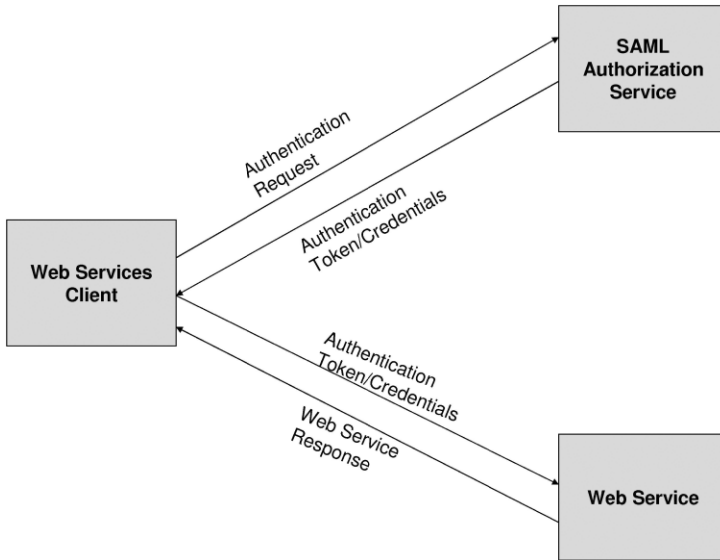 SAML
Authorization
Service
Authentication
Request
Authentication
Token/Credentials
Web Services
Client
Authentication
Token/Credentials
Web Service
Response
Web Service